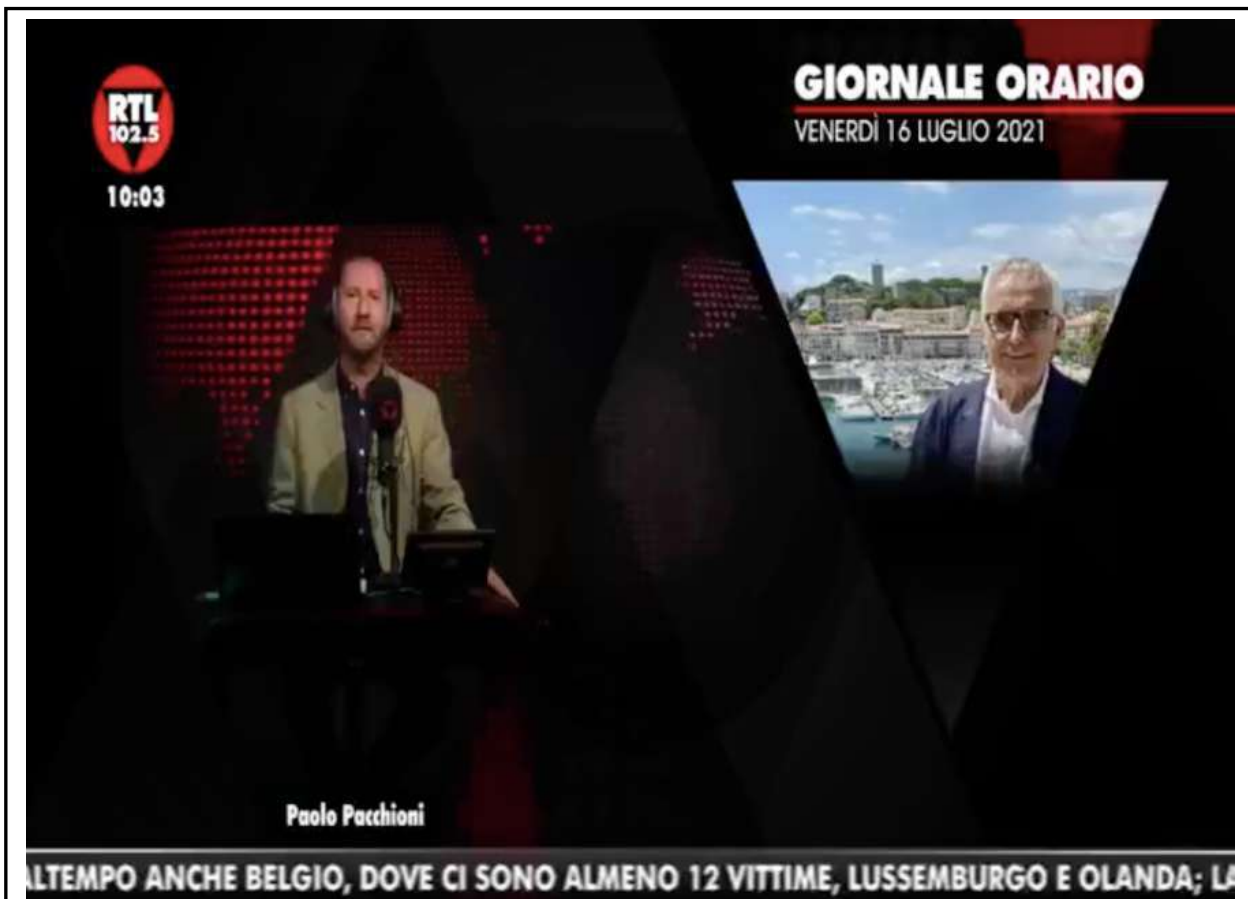 RTL
102.5
10:03
GIORNALE ORARIO
VENERDÌ 16 LUGLIO 2021
Paolo Pacchioni
ALTEMPO ANCHE BELGIO, DOVE CI SONO ALMENO 12 VITTIME, LUSSEMBURGO E OLANDA; LA